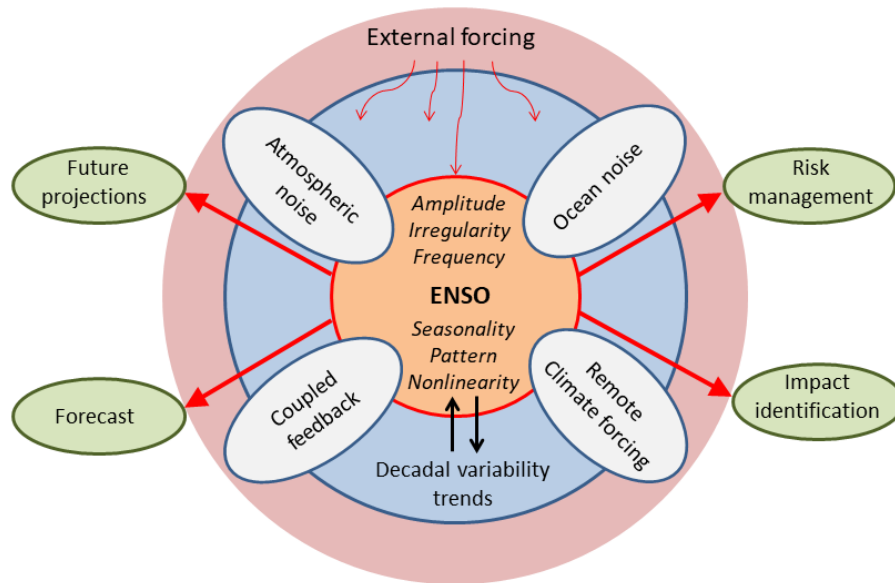 External forcing
Atmospheric
noise
Ocean noise
Future
projections
Risk
management
Amplitude
Irregularity
Frequency
ENSO
Seasonality
Pattern
Nonlinearity
Forecast
Coupled
feedback
Remote
Climate forcing
Impact
identification
Decadal variability
trends